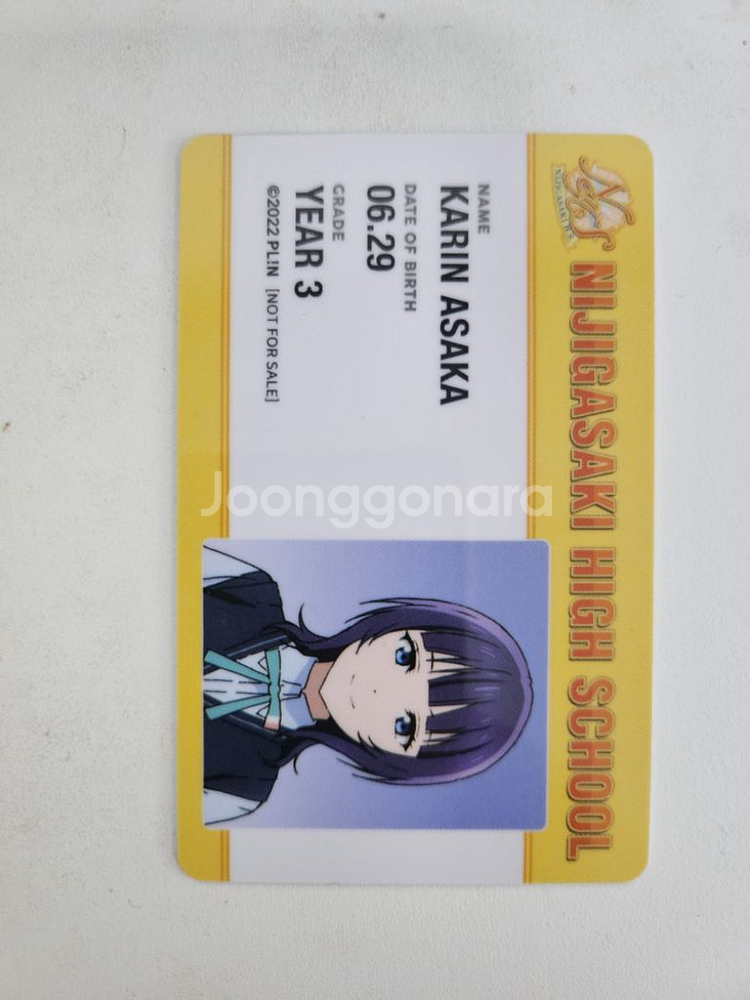 NIJIGASAKI HIGH SCHOOL
NAME
KARIN ASAKA
DATE OF BIRTH
06.29
GRADE
YEAR 3
©2022 PL!N [NOT FOR SALE]
Joonggonara